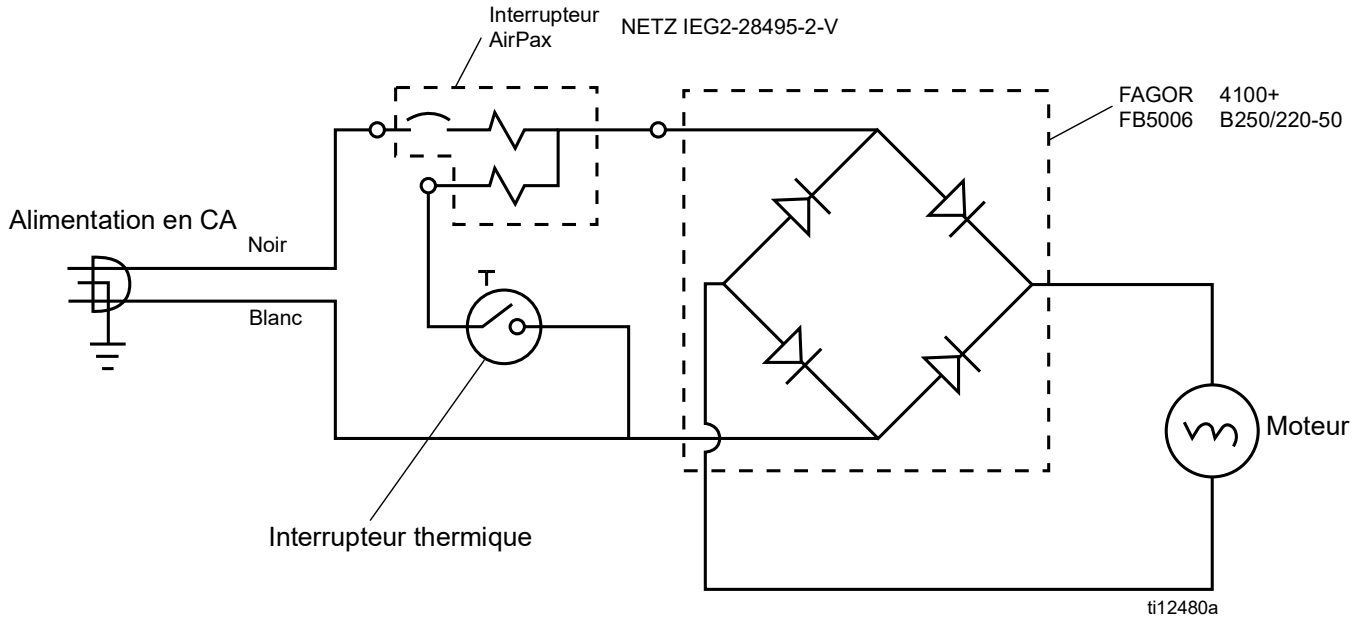 Interrupteur
AirPax
NETZ IEG2-28495-2-V
FAGOR 4100+
FB5006 B250/220-50
Alimentation en CA
Noir
Blanc
T
Moteur
Interrupteur thermique
ti12480a